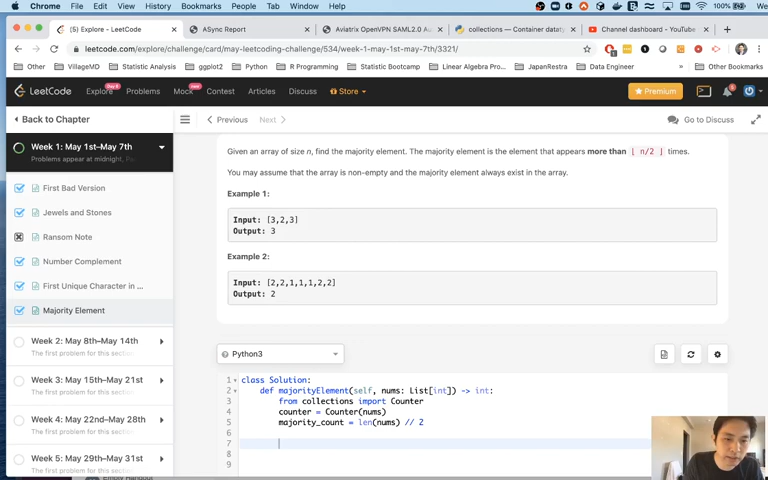 Chrome File Edit View History Bookmarks People Tab Window Help 100%
(5) Explore - LeetCode
ASync Report
Aviatrix OpenVPN SAML2.0 Au
collections — Container dataty
Channel dashboard - YouTube
leetcode.com/explore/challenge/card/may-leetcoding-challenge/534/week-1-may-1st-may-7th/3321/
Other VillageMD Statistic Analysis ggplot2 Python R Programming Statistic Bootcamp Linear Algebra Pro... JapanRestra Data Engineer » Other Bookmarks
LeetCode Explore Problems Mock Contest Articles Discuss Store Premium
Back to Chapter
Previous Next Go to Discuss
Week 1: May 1st–May 7th
Problems appear at midnight, Pa
First Bad Version
Jewels and Stones
Ransom Note
Number Complement
First Unique Character in ...
Majority Element
Week 2: May 8th–May 14th
The first problem for this section
Week 3: May 15th–May 21st
The first problem for this section
Week 4: May 22nd–May 28th
The first problem for this section
Week 5: May 29th–May 31st
The first problem for this section
Given an array of size n, find the majority element. The majority element is the element that appears more than ⌊ n/2 ⌋ times.
You may assume that the array is non-empty and the majority element always exist in the array.
Example 1:
Input: [3,2,3]
Output: 3
Example 2:
Input: [2,2,1,1,1,2,2]
Output: 2
Python3
1 class Solution:
2 def majorityElement(self, nums: List[int]) -> int:
3 from collections import Counter
4 counter = Counter(nums)
5 majority_count = len(nums) // 2
6
7
8
9